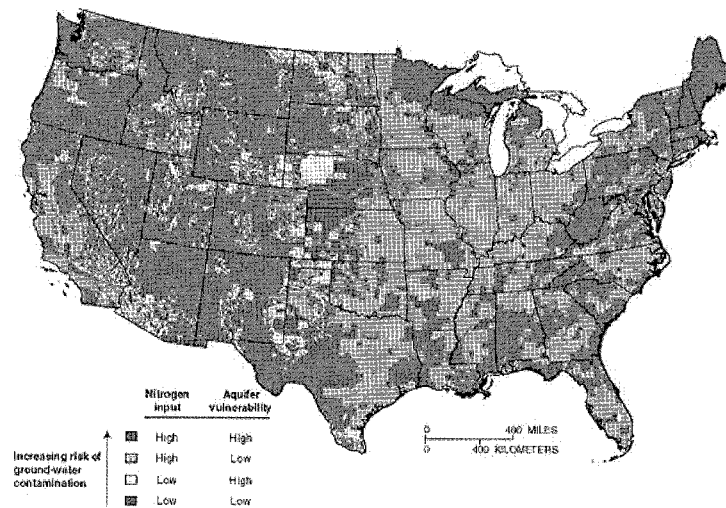 Nitrogen input
Aquifer vulnerability
High High
High Low
Low High
Low Low
Increasing risk of
ground-water
contamination
0 400 MILES
0 400 KILOMETERS